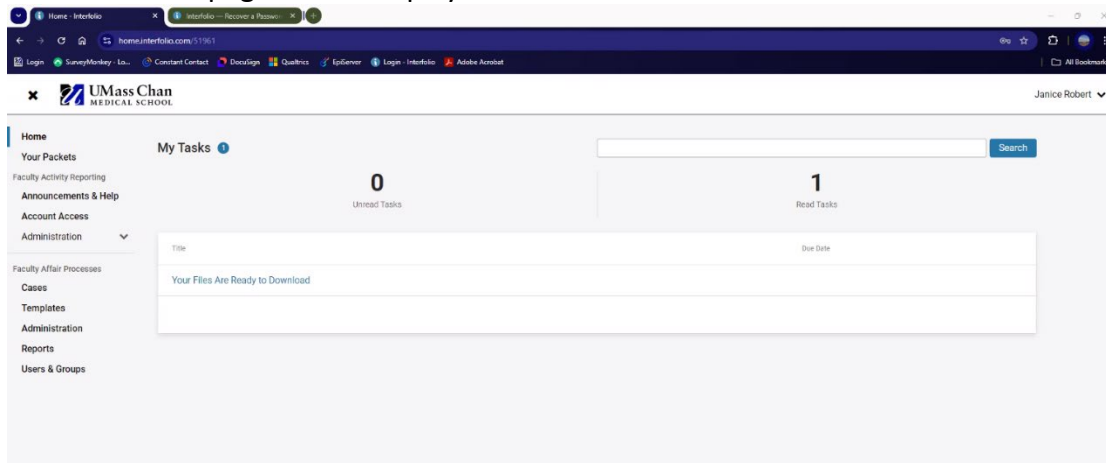 Home - Interfolio
Interfolio — Recover a Passwor
home.interfolio.com/51961
Login SurveyMonkey - Lo... Constant Contact DocuSign Qualtrics EpiServer Login - Interfolio Adobe Acrobat All Bookmark
UMass Chan
MEDICAL SCHOOL
Janice Robert
Home
Your Packets
Faculty Activity Reporting
Announcements & Help
Account Access
Administration
Faculty Affair Processes
Cases
Templates
Administration
Reports
Users & Groups
My Tasks 1
Search
0
Unread Tasks
1
Read Tasks
Title Due Date
Your Files Are Ready to Download